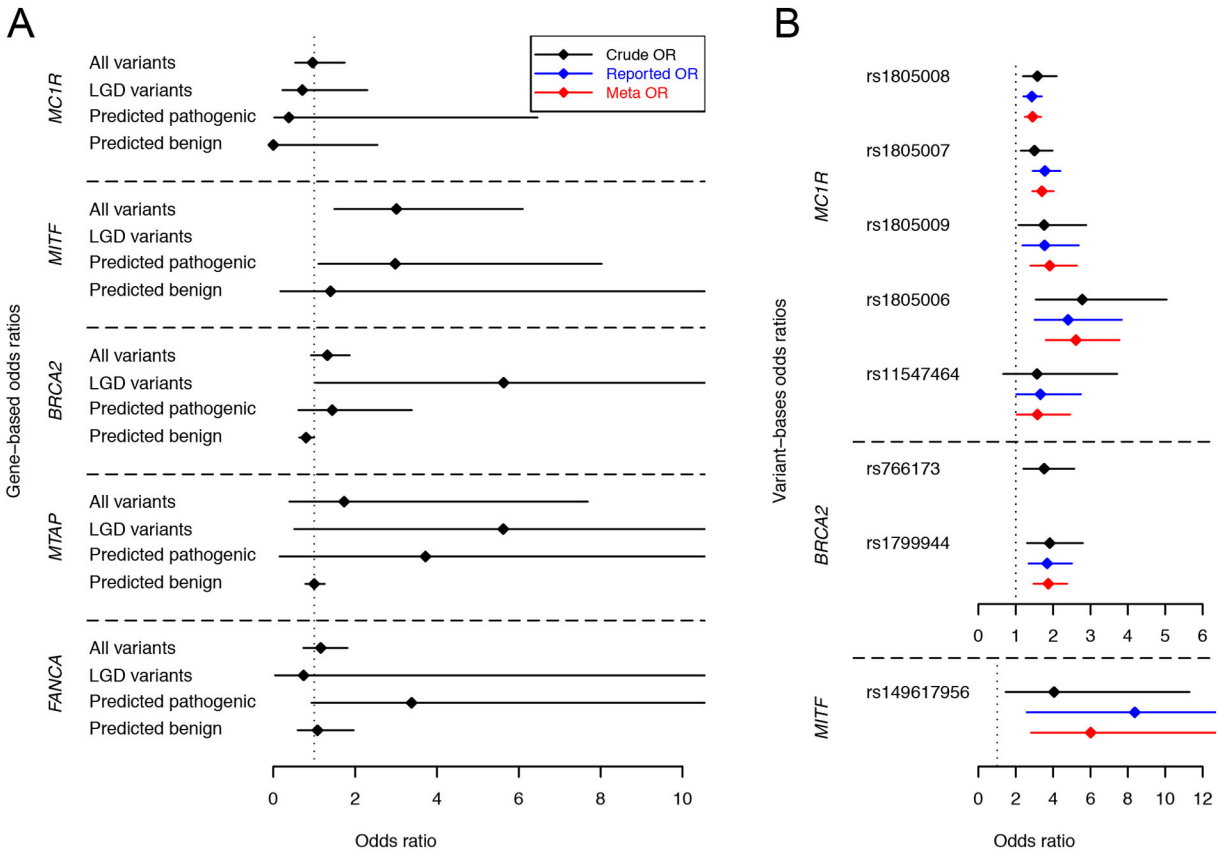 A
Gene−based odds ratios
MC1R
All variants
LGD variants
Predicted pathogenic
Predicted benign
MITF
All variants
LGD variants
Predicted pathogenic
Predicted benign
BRCA2
All variants
LGD variants
Predicted pathogenic
Predicted benign
MTAP
All variants
LGD variants
Predicted pathogenic
Predicted benign
FANCA
All variants
LGD variants
Predicted pathogenic
Predicted benign
0 2 4 6 8 10
Odds ratio
Crude OR
Reported OR
Meta OR
B
Variant−bases odds ratios
MC1R
rs1805008
rs1805007
rs1805009
rs1805006
rs11547464
BRCA2
rs766173
rs1799944
0 1 2 3 4 5 6
MITF
rs149617956
0 2 4 6 8 10 12
Odds ratio